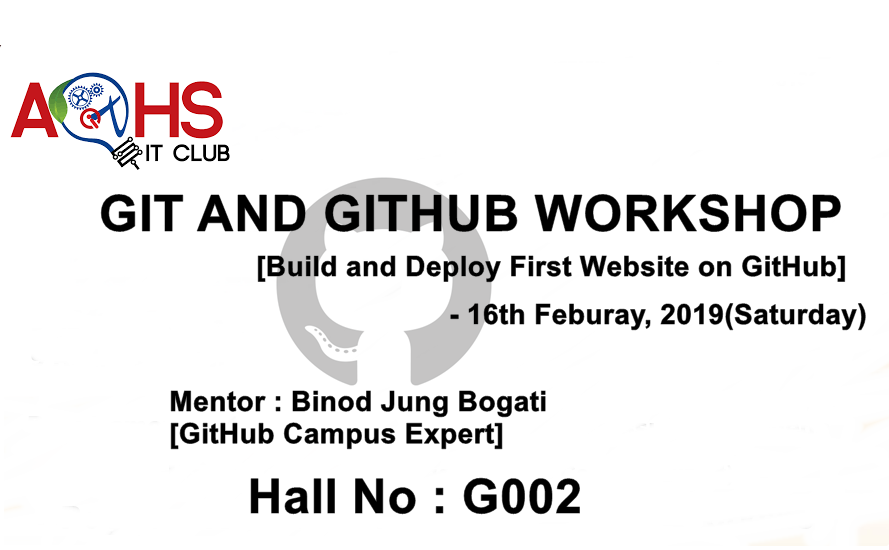 AOHS
IT CLUB
GIT AND GITHUB WORKSHOP
[Build and Deploy First Website on GitHub]
- 16th Feburay, 2019(Saturday)
Mentor : Binod Jung Bogati
[GitHub Campus Expert]
Hall No : G002